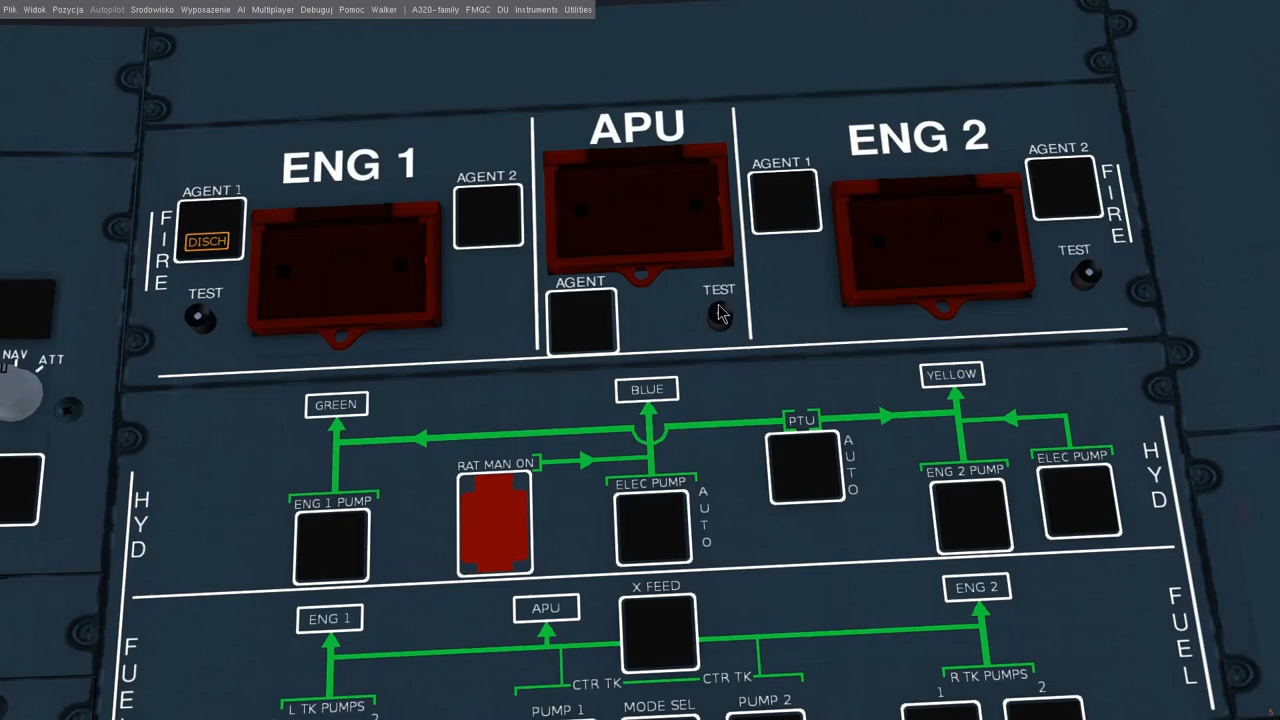 Plik Widok Pozycja Autopilot Srodowisko Wyposazenie AI Multiplayer Debuguj Pomoc Walker | A320-family FMGC DU Instruments Utilities
ENG 1
APU
ENG 2
AGENT 1
AGENT 2
AGENT 1
AGENT 2
FIRE
DISCH
FIRE
TEST
AGENT
TEST
TEST
NAV
ATT
GREEN
BLUE
YELLOW
PTU
AUTO
RAT MAN ON
ELEC PUMP
AUTO
ENG 1 PUMP
ENG 2 PUMP
ELEC PUMP
HYD
HYD
X FEED
ENG 1
APU
ENG 2
FUEL
FUEL
CTR TK
CTR TK
L TK PUMPS
R TK PUMPS
PUMP 1
MODE SEL
PUMP 2
1
2
2
5